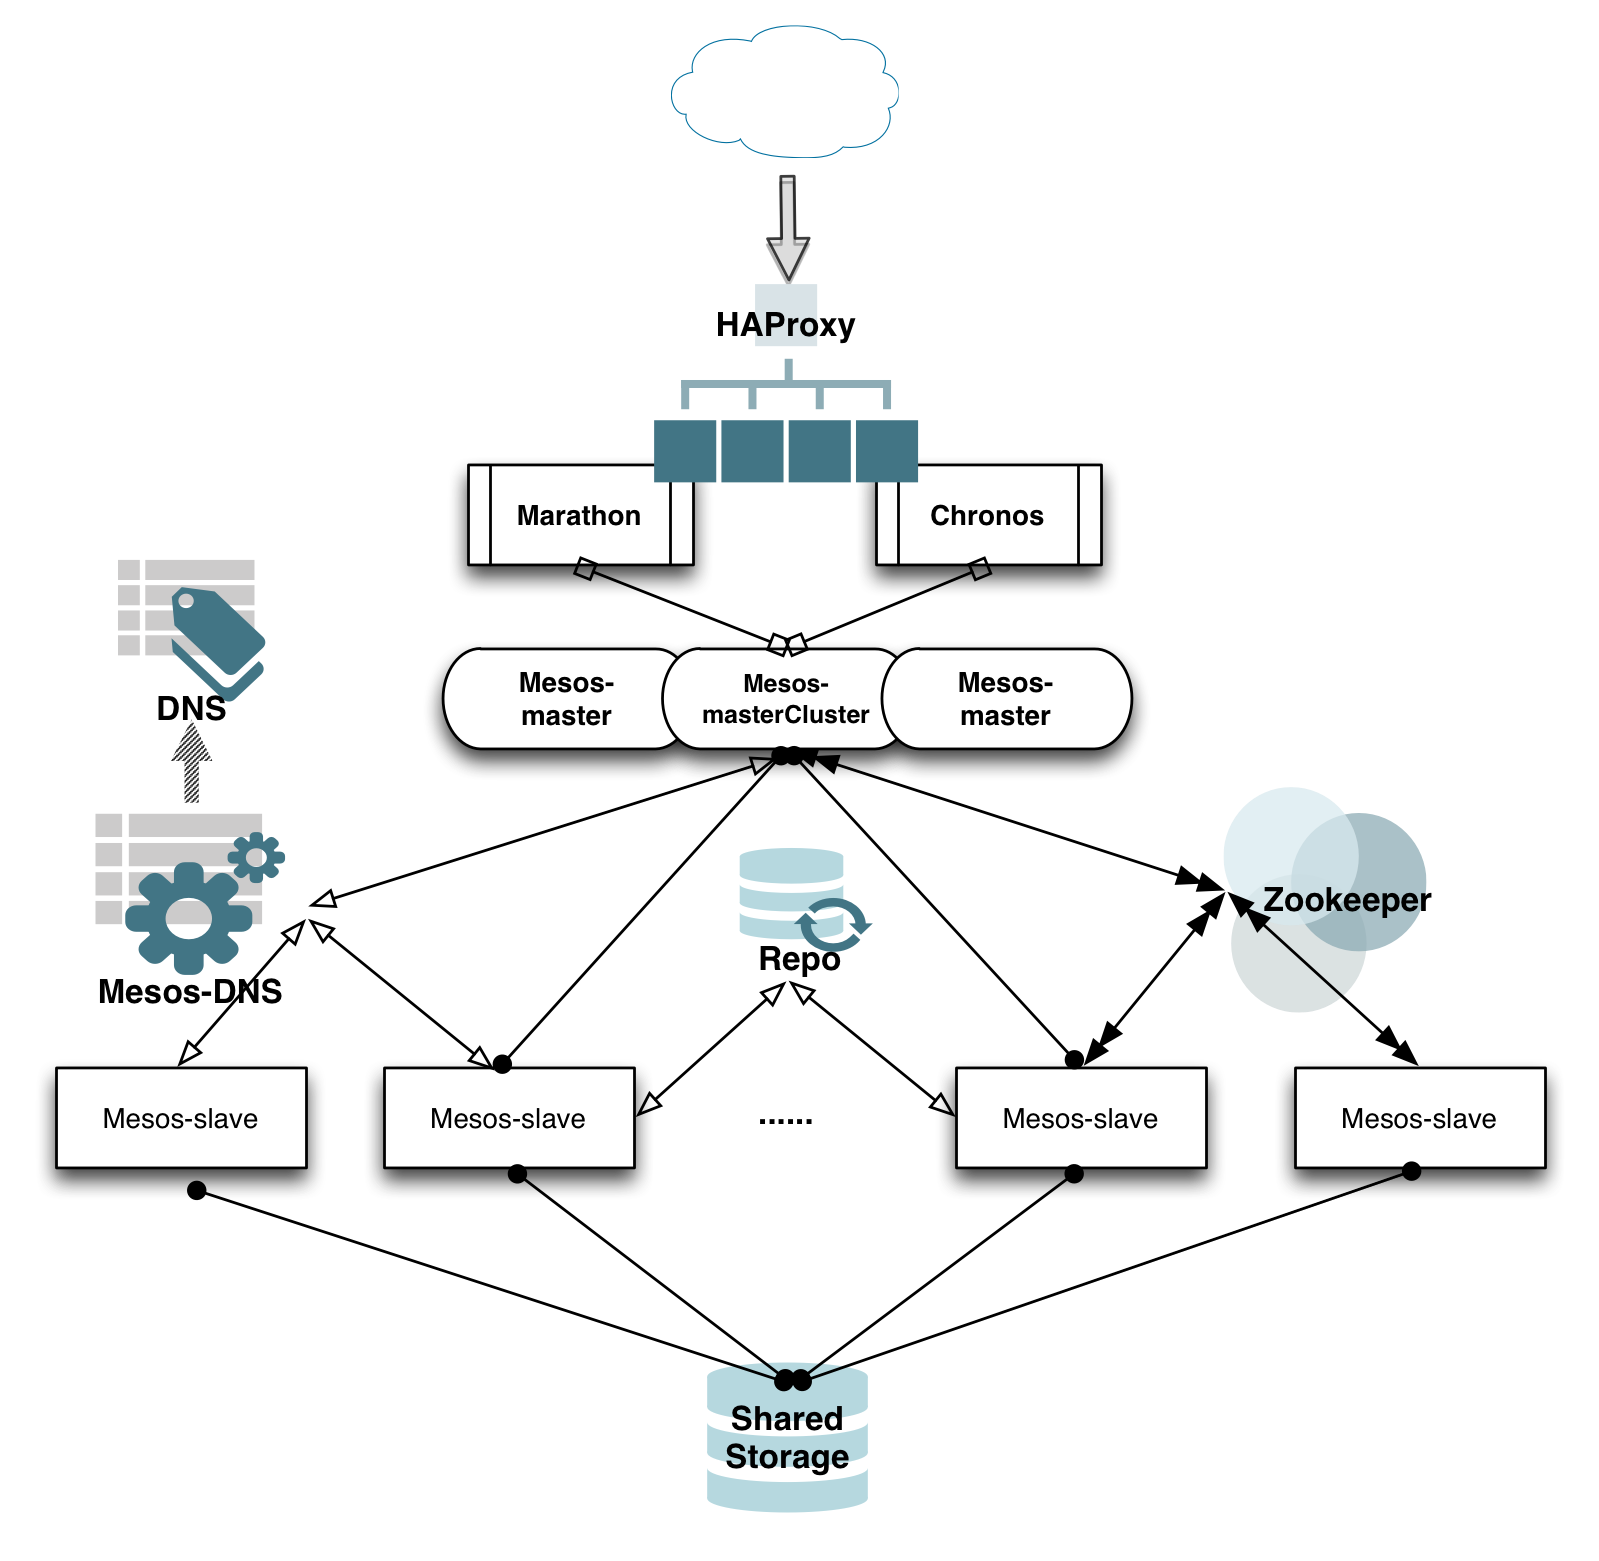 HAProxy
Marathon
Chronos
Mesos-
master
Mesos-
masterCluster
Mesos-
master
DNS
Mesos-DNS
Repo
Zookeeper
Mesos-slave
Mesos-slave
......
Mesos-slave
Mesos-slave
Shared
Storage